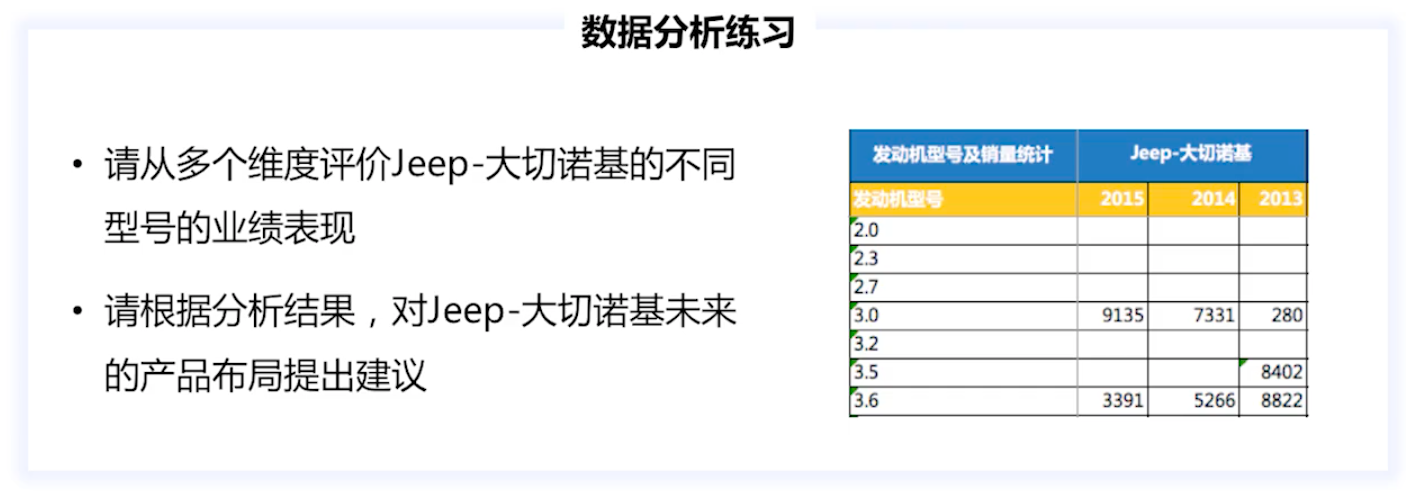 数据分析练习
• 请从多个维度评价Jeep-大切诺基的不同
型号的业绩表现
• 请根据分析结果，对Jeep-大切诺基未来
的产品布局提出建议
发动机型号及销量统计 Jeep-大切诺基
发动机型号 2015 2014 2013
2.0
2.3
2.7
3.0 9135 7331 280
3.2
3.5 8402
3.6 3391 5266 8822